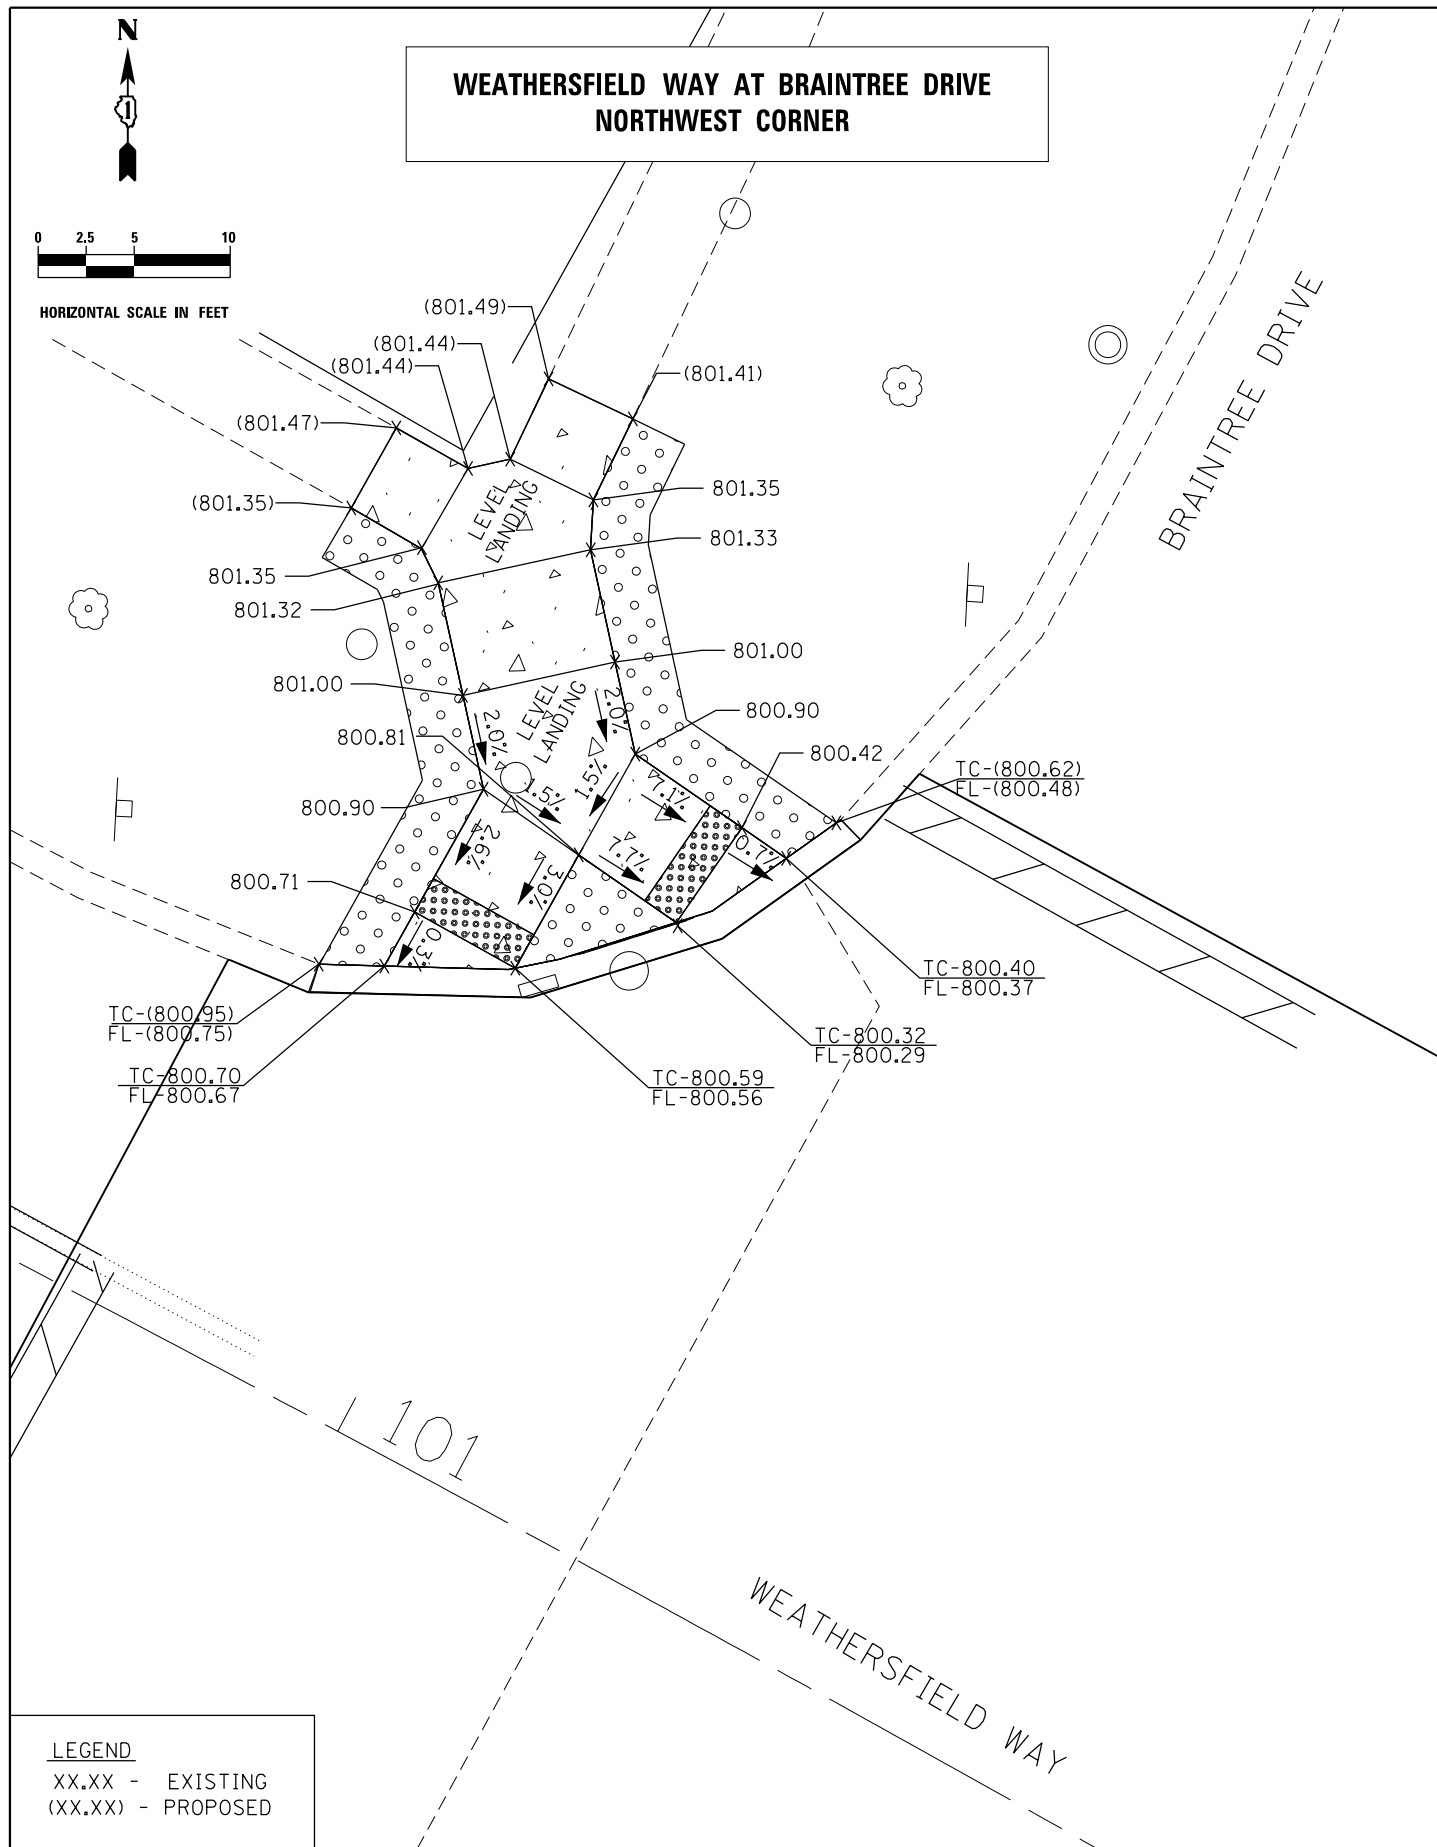 N
1
WEATHERSFIELD WAY AT BRAINTREE DRIVE
NORTHWEST CORNER
0 2.5 5 10
HORIZONTAL SCALE IN FEET
BRAINTREE DRIVE
(801.49)
(801.44)
(801.44)
(801.41)
(801.47)
(801.35)
801.35
LEVEL
LANDING
801.33
801.35
801.32
801.00
801.00
LEVEL
LANDING
2.0%
2.0%
800.90
800.81
800.42
800.90
1.5%
1.5%
7.1%
TC-(800.62)
FL-(800.48)
2.6%
3.0%
7.7%
0.7%
800.71
0.3%
TC-800.40
FL-800.37
TC-(800.95)
FL-(800.75)
TC-800.32
FL-800.29
TC-800.70
FL-800.67
TC-800.59
FL-800.56
101
WEATHERSFIELD WAY
LEGEND
XX.XX - EXISTING
(XX.XX) - PROPOSED